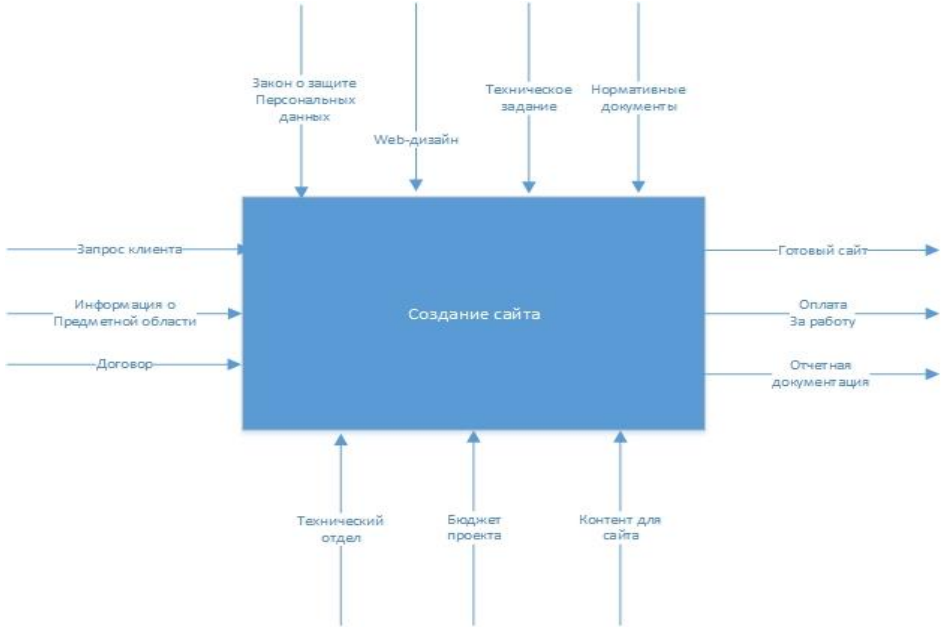 Закон о защите
Персональных
данных
Web-дизайн
Техническое
задание
Нормативные
документы
Запрос клиента
Информация о
Предметной области
Договор
Создание сайта
Готовый сайт
Оплата
За работу
Отчетная
документация
Технический
отдел
Бюджет
проекта
Контент для
сайта